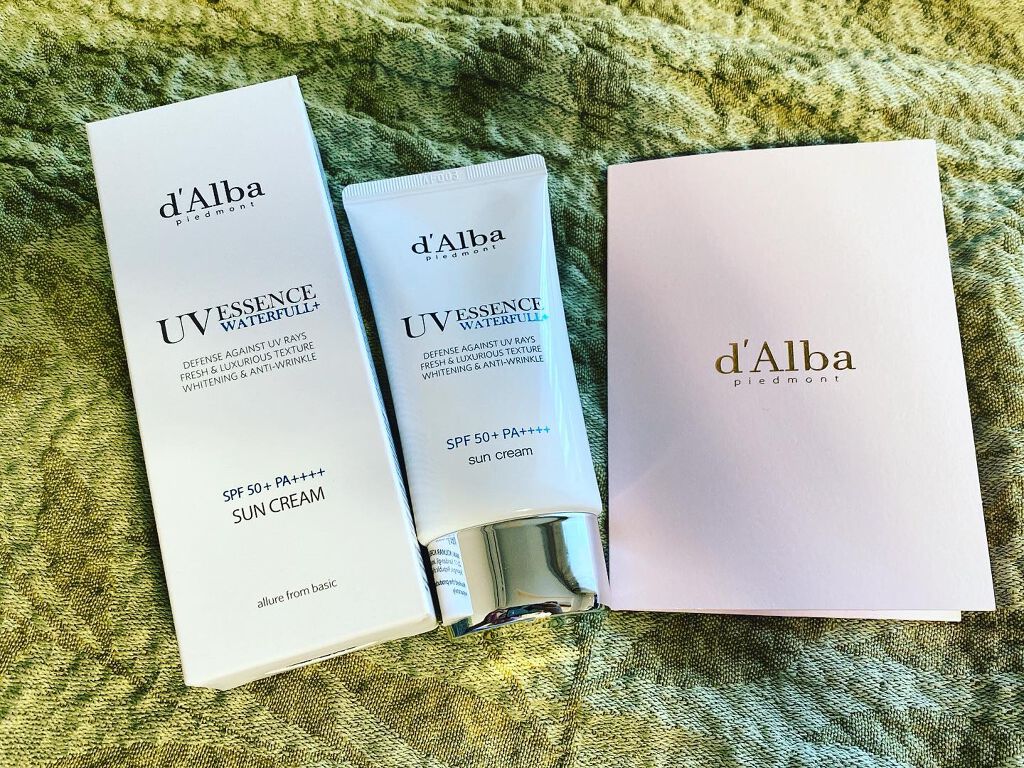 d'Alba
piedmont
UV ESSENCE
WATERFULL+
DEFENSE AGAINST UV RAYS
FRESH & LUXURIOUS TEXTURE
WHITENING & ANTI-WRINKLE
SPF 50+ PA++++
SUN CREAM
allure from basic
d'Alba
piedmont
UV ESSENCE
WATERFULL+
DEFENSE AGAINST UV RAYS
FRESH & LUXURIOUS TEXTURE
WHITENING & ANTI-WRINKLE
SPF 50+ PA++++
sun cream
d'Alba
piedmont